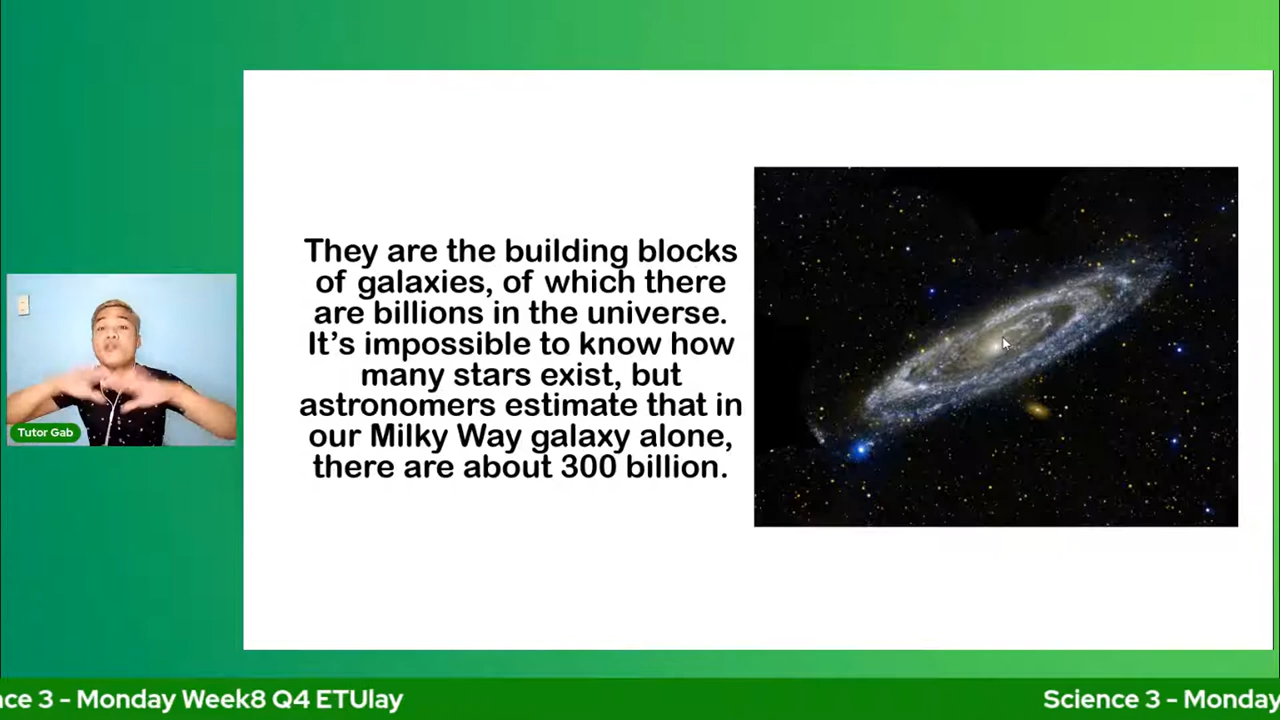 They are the building blocks
of galaxies, of which there
are billions in the universe.
It's impossible to know how
many stars exist, but
astronomers estimate that in
our Milky Way galaxy alone,
there are about 300 billion.
Tutor Gab
nce 3 - Monday Week8 Q4 ETUlay
Science 3 - Monday